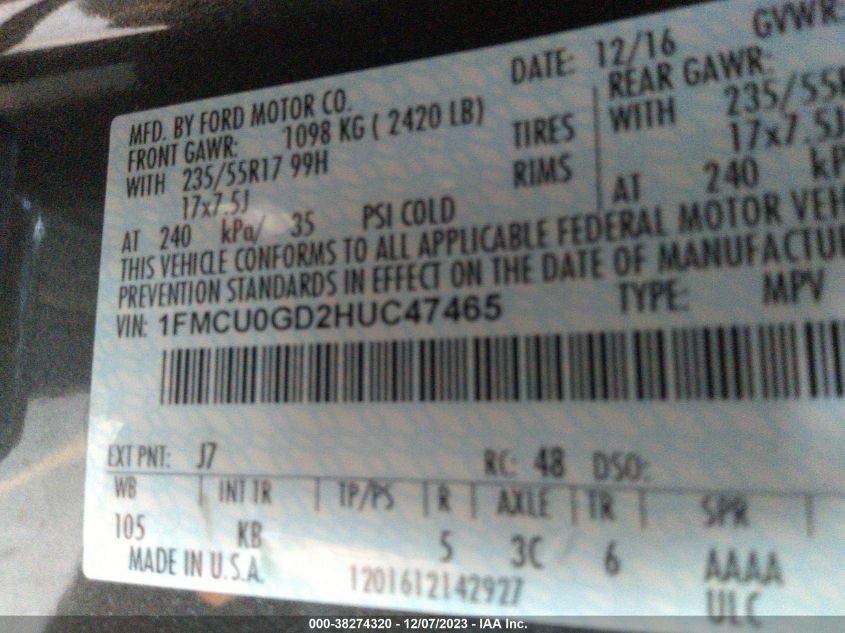 MFD. BY FORD MOTOR CO. DATE: 12/16 GVWR:
FRONT GAWR: 1098 KG ( 2420 LB) REAR GAWR:
WITH 235/55R17 99H TIRES WITH 235/55R
17x7.5J RIMS 17x7.5J
AT 240 kPa/ 35 PSI COLD AT 240 kP
THIS VEHICLE CONFORMS TO ALL APPLICABLE FEDERAL MOTOR VEH
PREVENTION STANDARDS IN EFFECT ON THE DATE OF MANUFACTU
VIN: 1FMCU0GD2HUC47465 TYPE: MPV
EXT PNT: J7 RC: 48 DSO:
WB INT TR TP/PS R AXLE TR SPR
105 KB 5 3C 6 AAAA
MADE IN U.S.A. 1201612142927 ULC
000-38274320 - 12/07/2023 - IAA Inc.